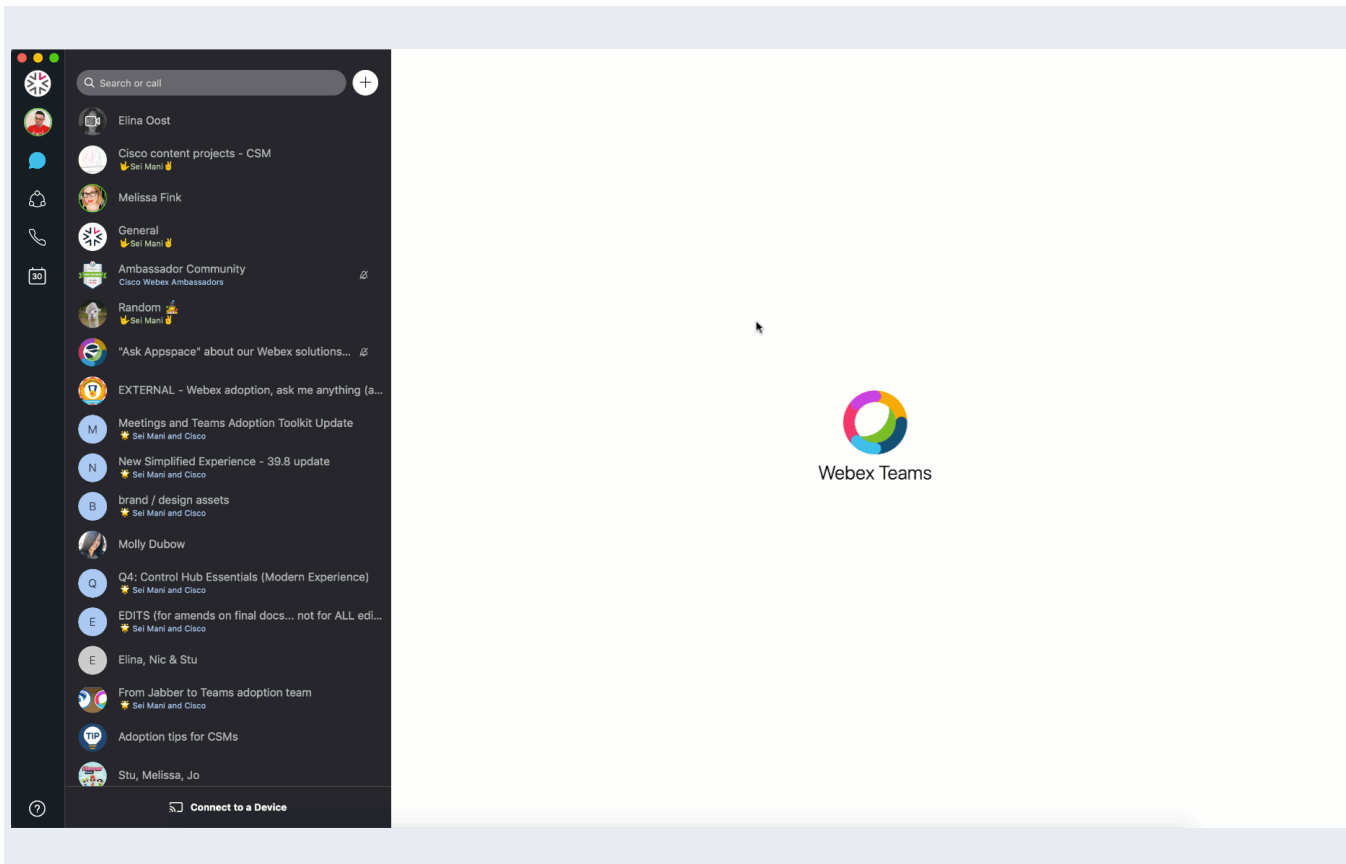 Search or call
Elina Oost
Cisco content projects - CSM
🤟Sei Mani✌
Melissa Fink
General
🤟Sei Mani✌
Ambassador Community
Cisco Webex Ambassadors
30
Random
🤟Sei Mani✌
"Ask Appspace" about our Webex solutions...
EXTERNAL - Webex adoption, ask me anything (a...
M
Meetings and Teams Adoption Toolkit Update
🌟 Sei Mani and Cisco
N
New Simplified Experience - 39.8 update
🌟 Sei Mani and Cisco
B
brand / design assets
🌟 Sei Mani and Cisco
Molly Dubow
Q
Q4: Control Hub Essentials (Modern Experience)
🌟 Sei Mani and Cisco
E
EDITS (for amends on final docs... not for ALL edi...
🌟 Sei Mani and Cisco
E
Elina, Nic & Stu
From Jabber to Teams adoption team
🌟 Sei Mani and Cisco
TIP
Adoption tips for CSMs
Stu, Melissa, Jo
?
Connect to a Device
Webex Teams